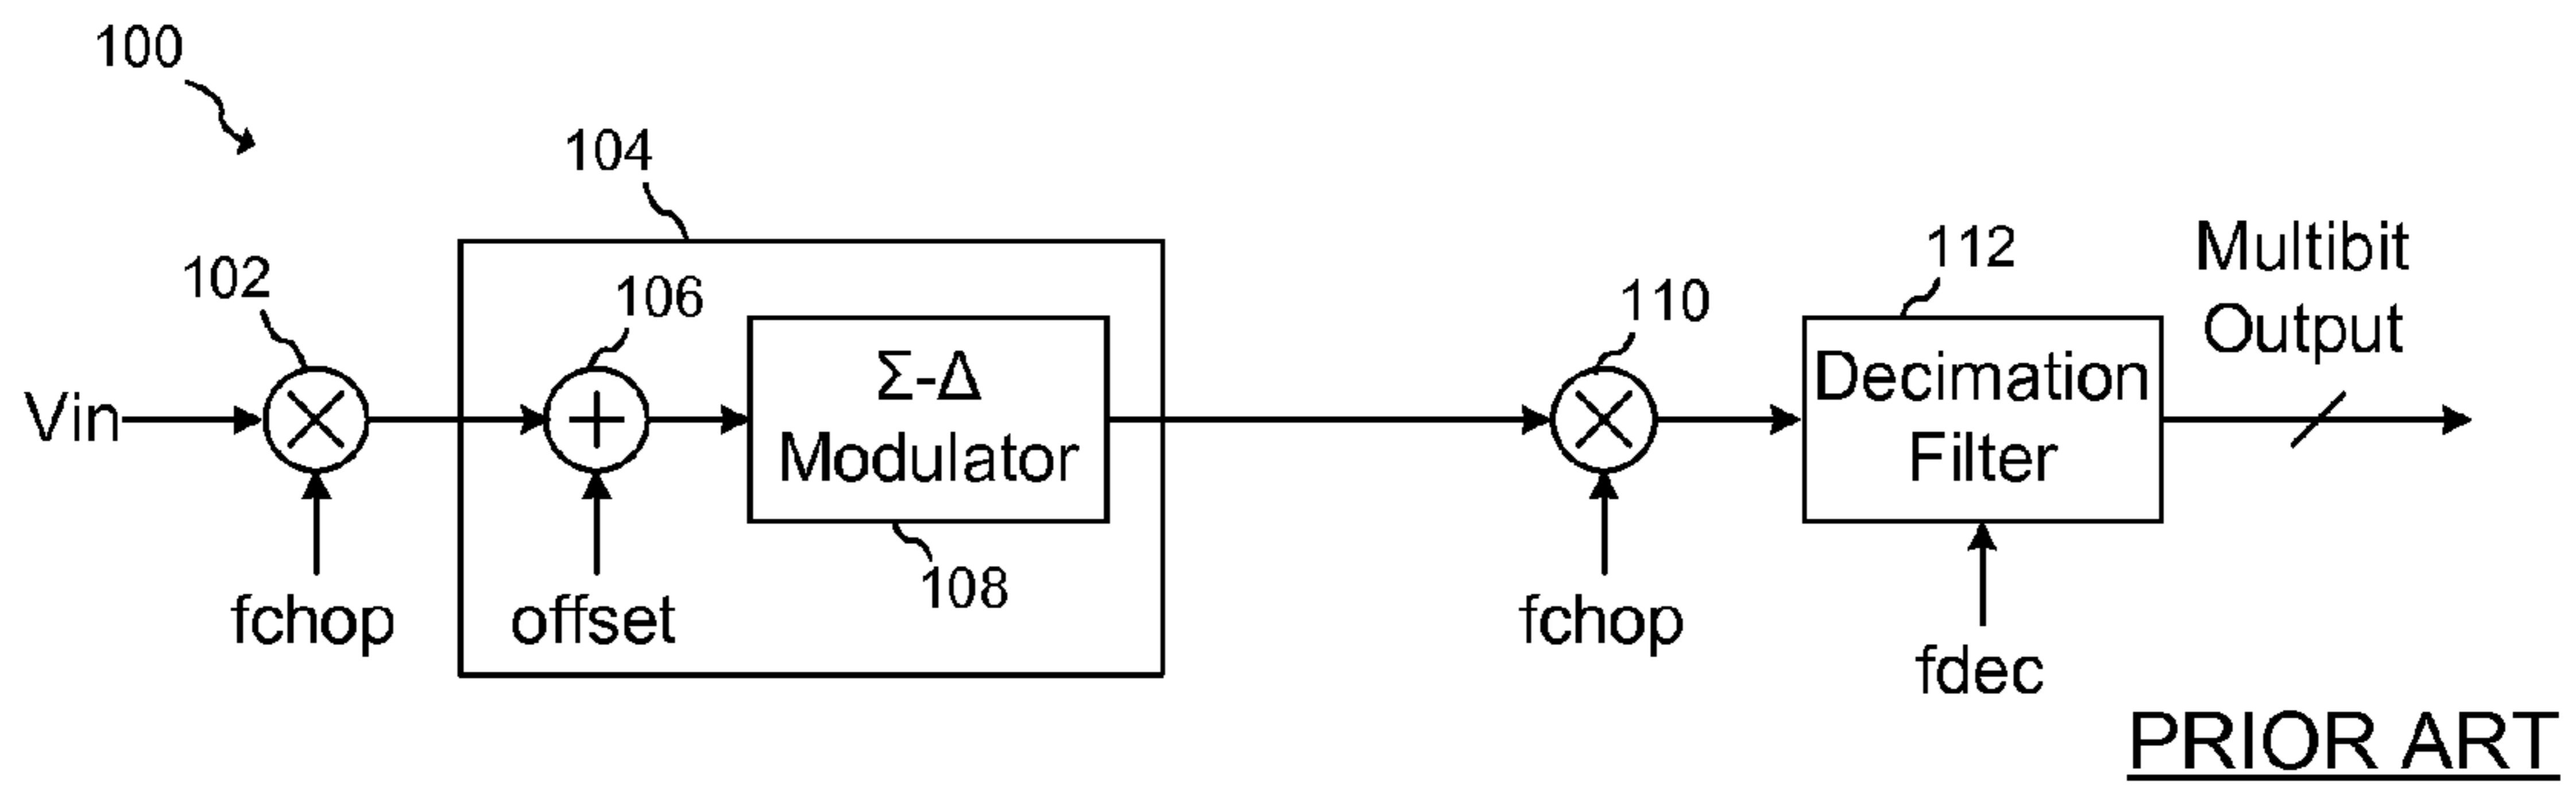 100
104
102
106
112
Multibit
Output
110
Σ-Δ
Modulator
Decimation
Filter
Vin
108
fchop
offset
fchop
fdec
PRIOR ART